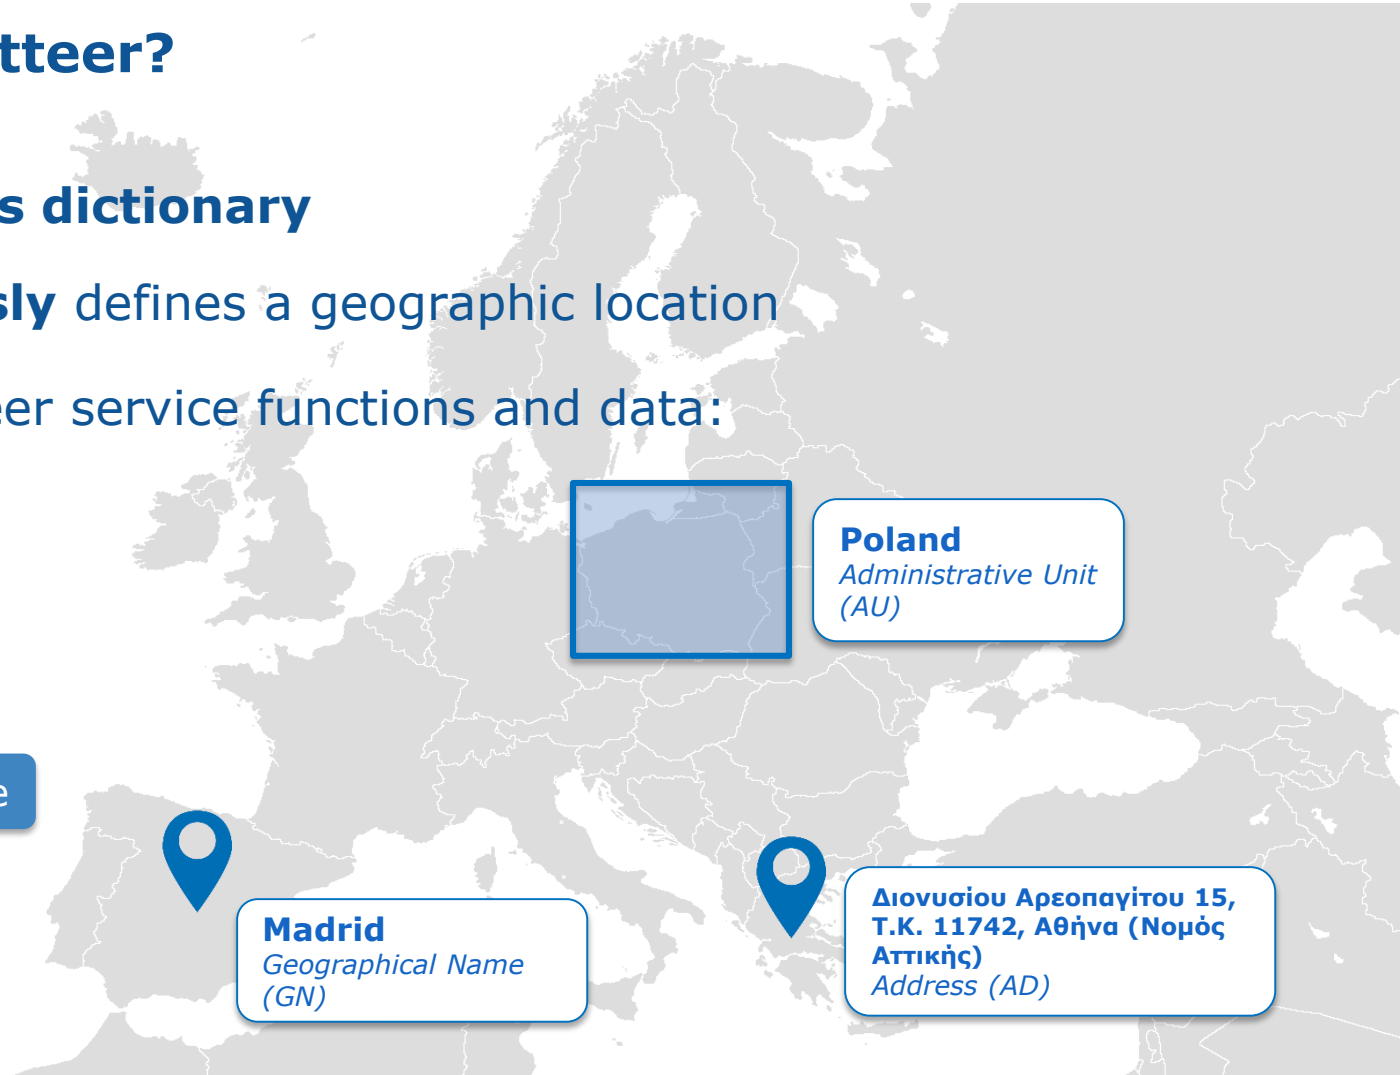 tteer?
s dictionary
sly defines a geographic location
er service functions and data:
Poland
Administrative Unit
(AU)
e
Madrid
Geographical Name
(GN)
Διονυσίου Αρεοπαγίτου 15,
Τ.Κ. 11742, Αθήνα (Νομός
Αττικής)
Address (AD)